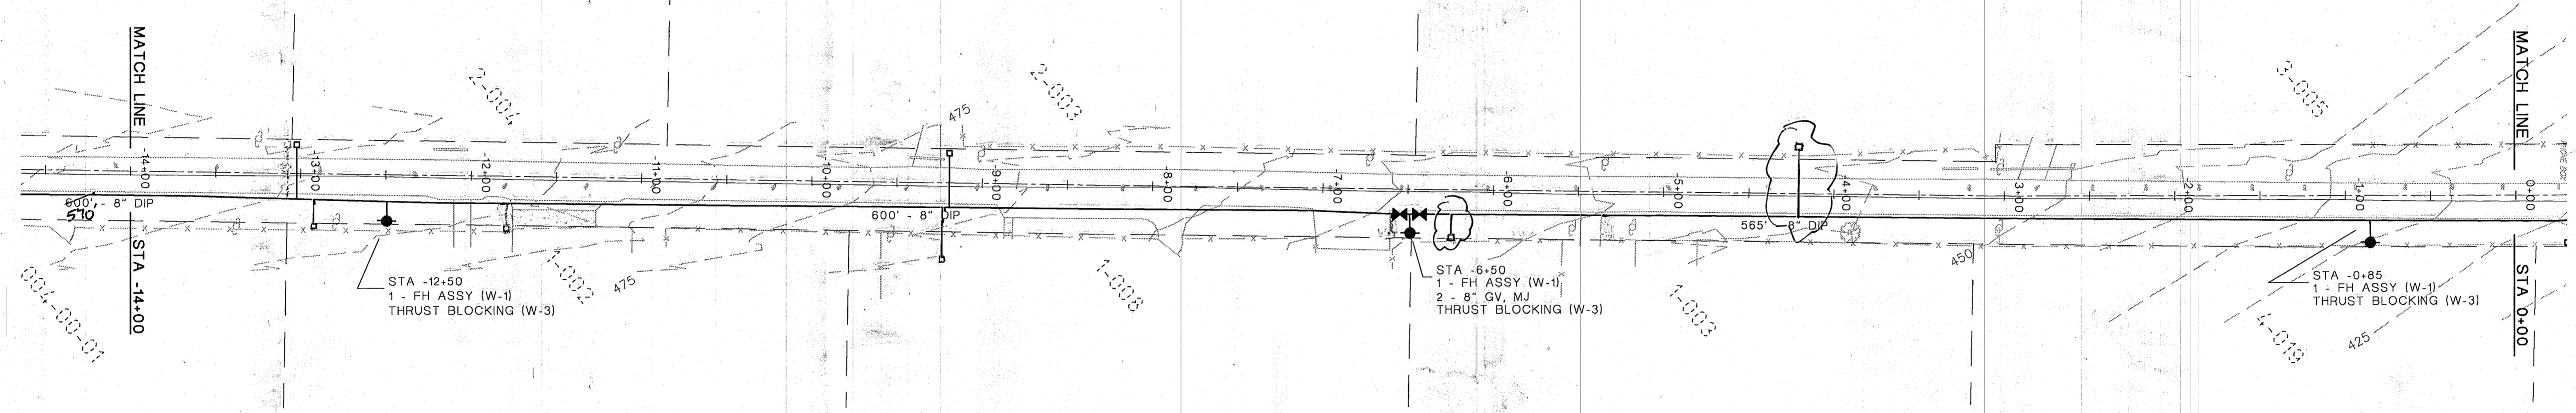 MATCH LINE
STA -14+00
2-004
2-003
3-005
MATCH LINE
STA 0+00
475
-14+00
-13+00
-12+00
-11+00
-10+00
-9+00
-8+00
-7+00
-6+00
-5+00
-4+00
-3+00
-2+00
-1+00
0+00
600' - 8" DIP
570
600' - 8" DIP
565' - 8" DIP
004-00-01
STA -12+50
1 - FH ASSY (W-1)
THRUST BLOCKING (W-3)
1-002
475
1-008
STA -6+50
1 - FH ASSY (W-1)
2 - 8" GV, MJ
THRUST BLOCKING (W-3)
1-003
450
STA -0+85
1 - FH ASSY (W-1)
THRUST BLOCKING (W-3)
4-019
425